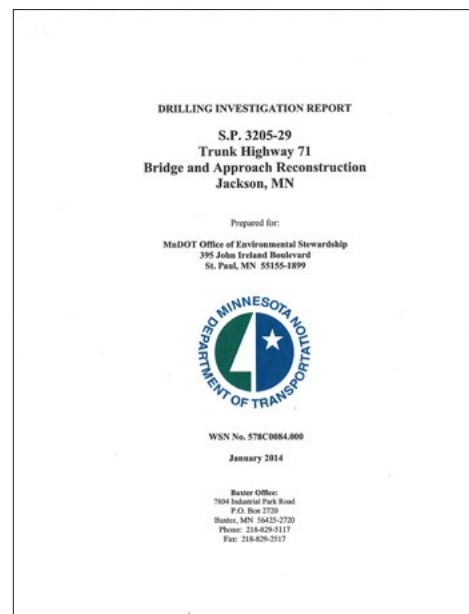 DRILLING INVESTIGATION REPORT
S.P. 3205-29
Trunk Highway 71
Bridge and Approach Reconstruction
Jackson, MN
Prepared for:
MnDOT Office of Environmental Stewardship
395 John Ireland Boulevard
St. Paul, MN 55155-1899
MINNESOTA DEPARTMENT OF TRANSPORTATION
WSN No. 578C0084.000
January 2014
Baxter Office:
7804 Industrial Park Road
P.O. Box 2720
Baxter, MN 56425-2720
Phone: 218-829-5117
Fax: 218-829-2517